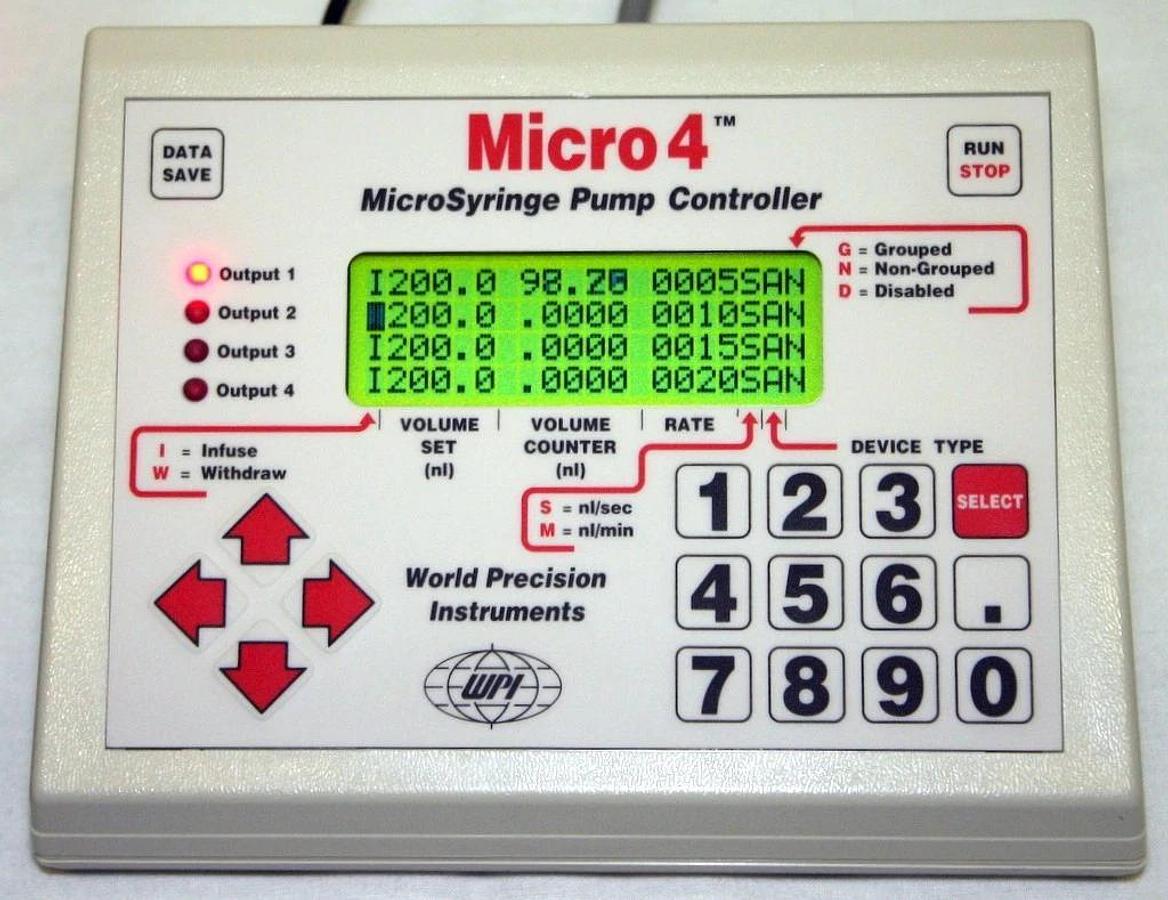 Micro4™
MicroSyringe Pump Controller
DATA
SAVE
RUN
STOP
G = Grouped
N = Non-Grouped
D = Disabled
Output 1
Output 2
Output 3
Output 4
I200.0 98.2 0005SAN
200.0 .0000 0010SAN
I200.0 .0000 0015SAN
I200.0 .0000 0020SAN
VOLUME
SET
(nl)
VOLUME
COUNTER
(nl)
RATE
DEVICE TYPE
I = Infuse
W = Withdraw
S = nl/sec
M = nl/min
World Precision
Instruments
WPI
1 2 3 SELECT
4 5 6 .
7 8 9 0